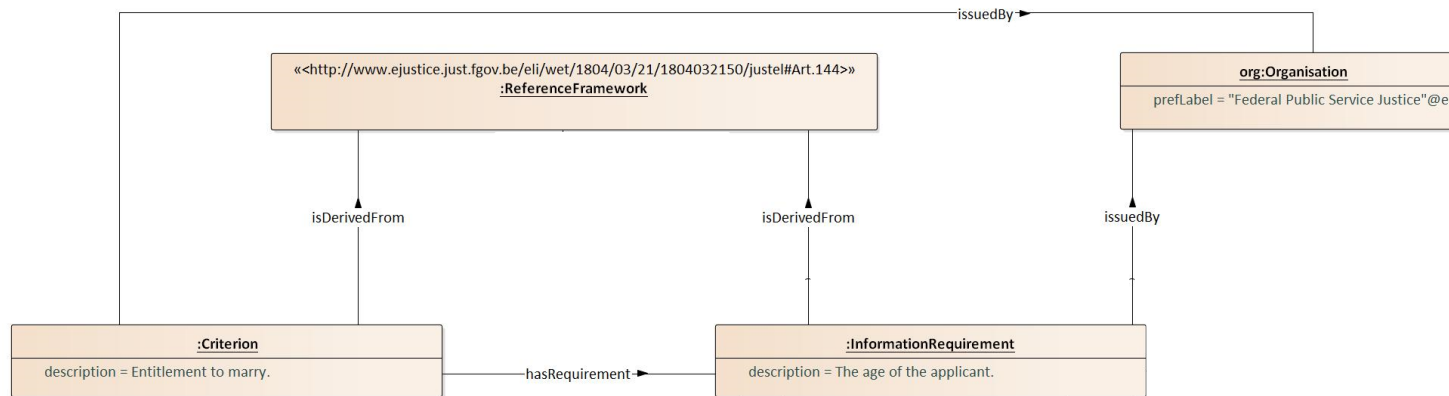 issuedBy
«<http://www.ejustice.just.fgov.be/eli/wet/1804/03/21/1804032150/justel#Art.144>»
:ReferenceFramework
org:Organisation
prefLabel = "Federal Public Service Justice"@e
isDerivedFrom
isDerivedFrom
issuedBy
:Criterion
description = Entitlement to marry.
hasRequirement
:InformationRequirement
description = The age of the applicant.